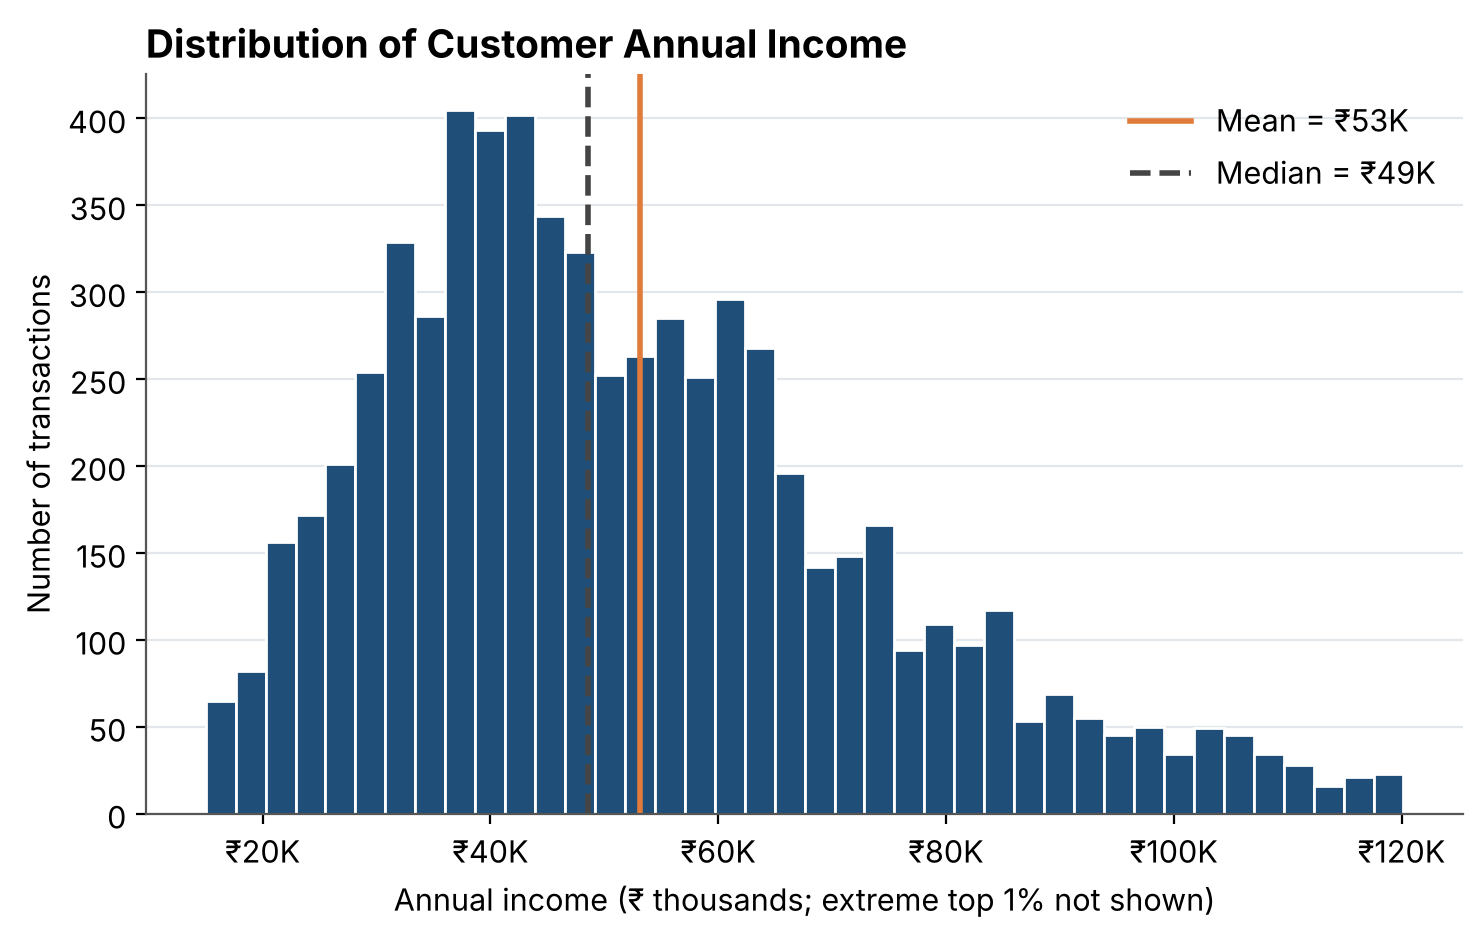 Distribution of Customer Annual Income
Mean = ₹53K
Median = ₹49K
Number of transactions
400
350
300
250
200
150
100
50
0
₹20K
₹40K
₹60K
₹80K
₹100K
₹120K
Annual income (₹ thousands; extreme top 1% not shown)